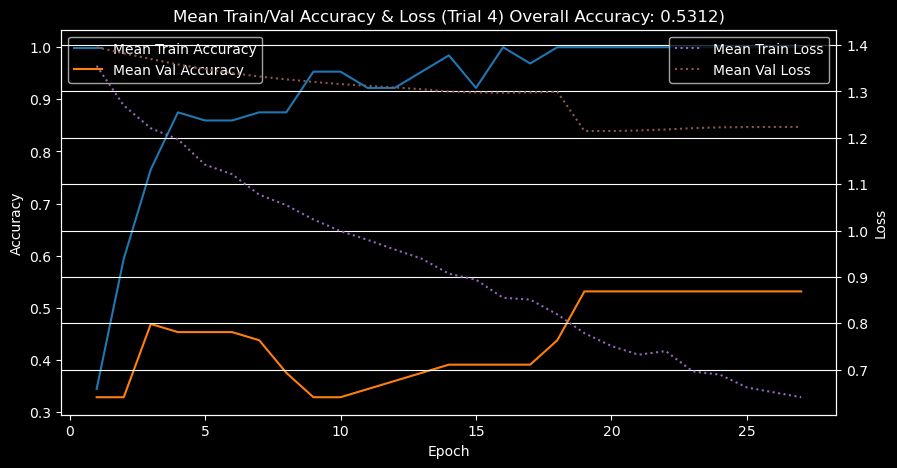 Mean Train/Val Accuracy & Loss (Trial 4) Overall Accuracy: 0.5312)
Mean Train Accuracy
Mean Val Accuracy
Mean Train Loss
Mean Val Loss
1.0
0.9
0.8
0.7
0.6
0.5
0.4
0.3
Accuracy
1.4
1.3
1.2
1.1
1.0
0.9
0.8
0.7
Loss
0 5 10 15 20 25
Epoch